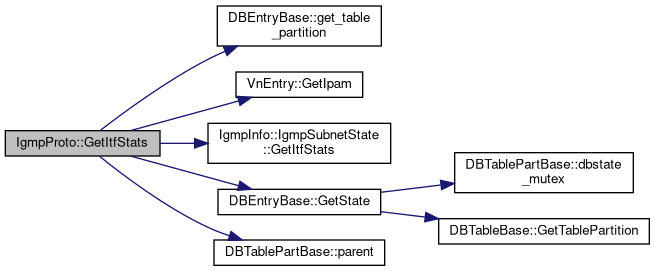 DBEntryBase::get_table
_partition
VnEntry::GetIpam
IgmpProto::GetItfStats
IgmpInfo::IgmpSubnetState
::GetItfStats
DBEntryBase::GetState
DBTablePartBase::dbstate
_mutex
DBTableBase::GetTablePartition
DBTablePartBase::parent